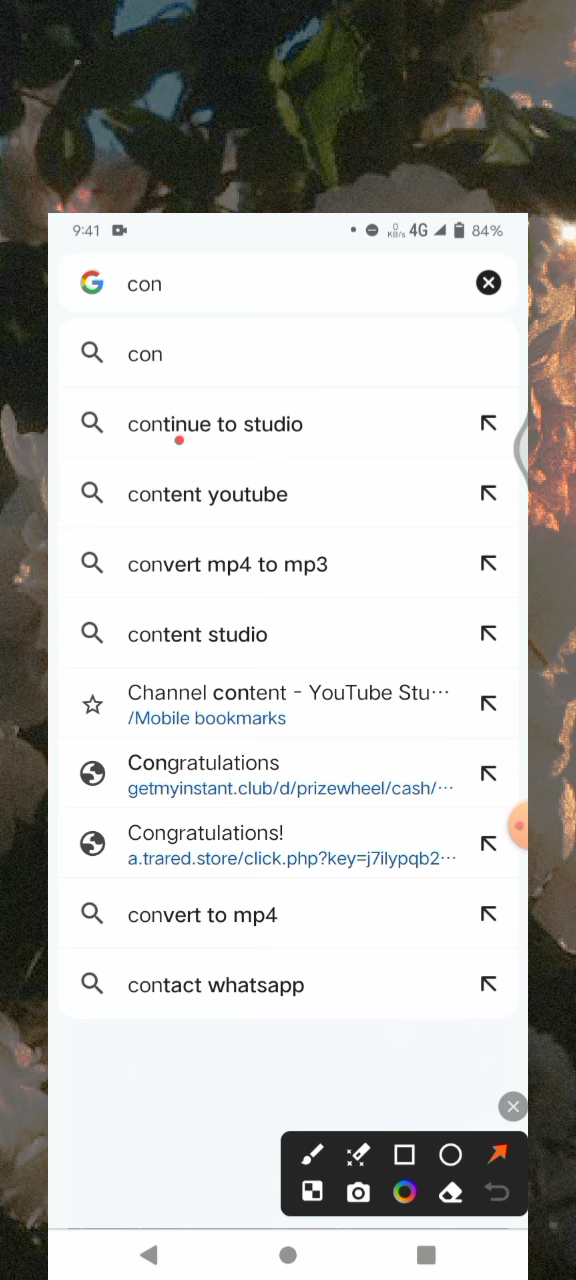 9:41
0
KB/s
4G
84%
con
con
continue to studio
content youtube
convert mp4 to mp3
content studio
Channel content - YouTube Stu···
/Mobile bookmarks
Congratulations
getmyinstant.club/d/prizewheel/cash/···
Congratulations!
a.trared.store/click.php?key=j7ilypqb2···
convert to mp4
contact whatsapp